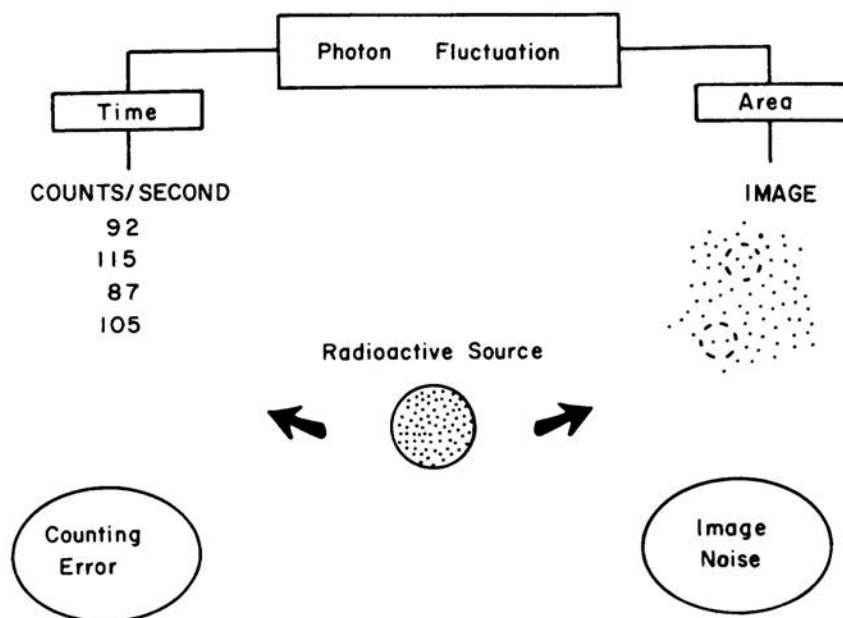 Photon Fluctuation
Time
Area
COUNTS/SECOND
92
115
87
105
IMAGE
Radioactive Source
Counting
Error
Image
Noise